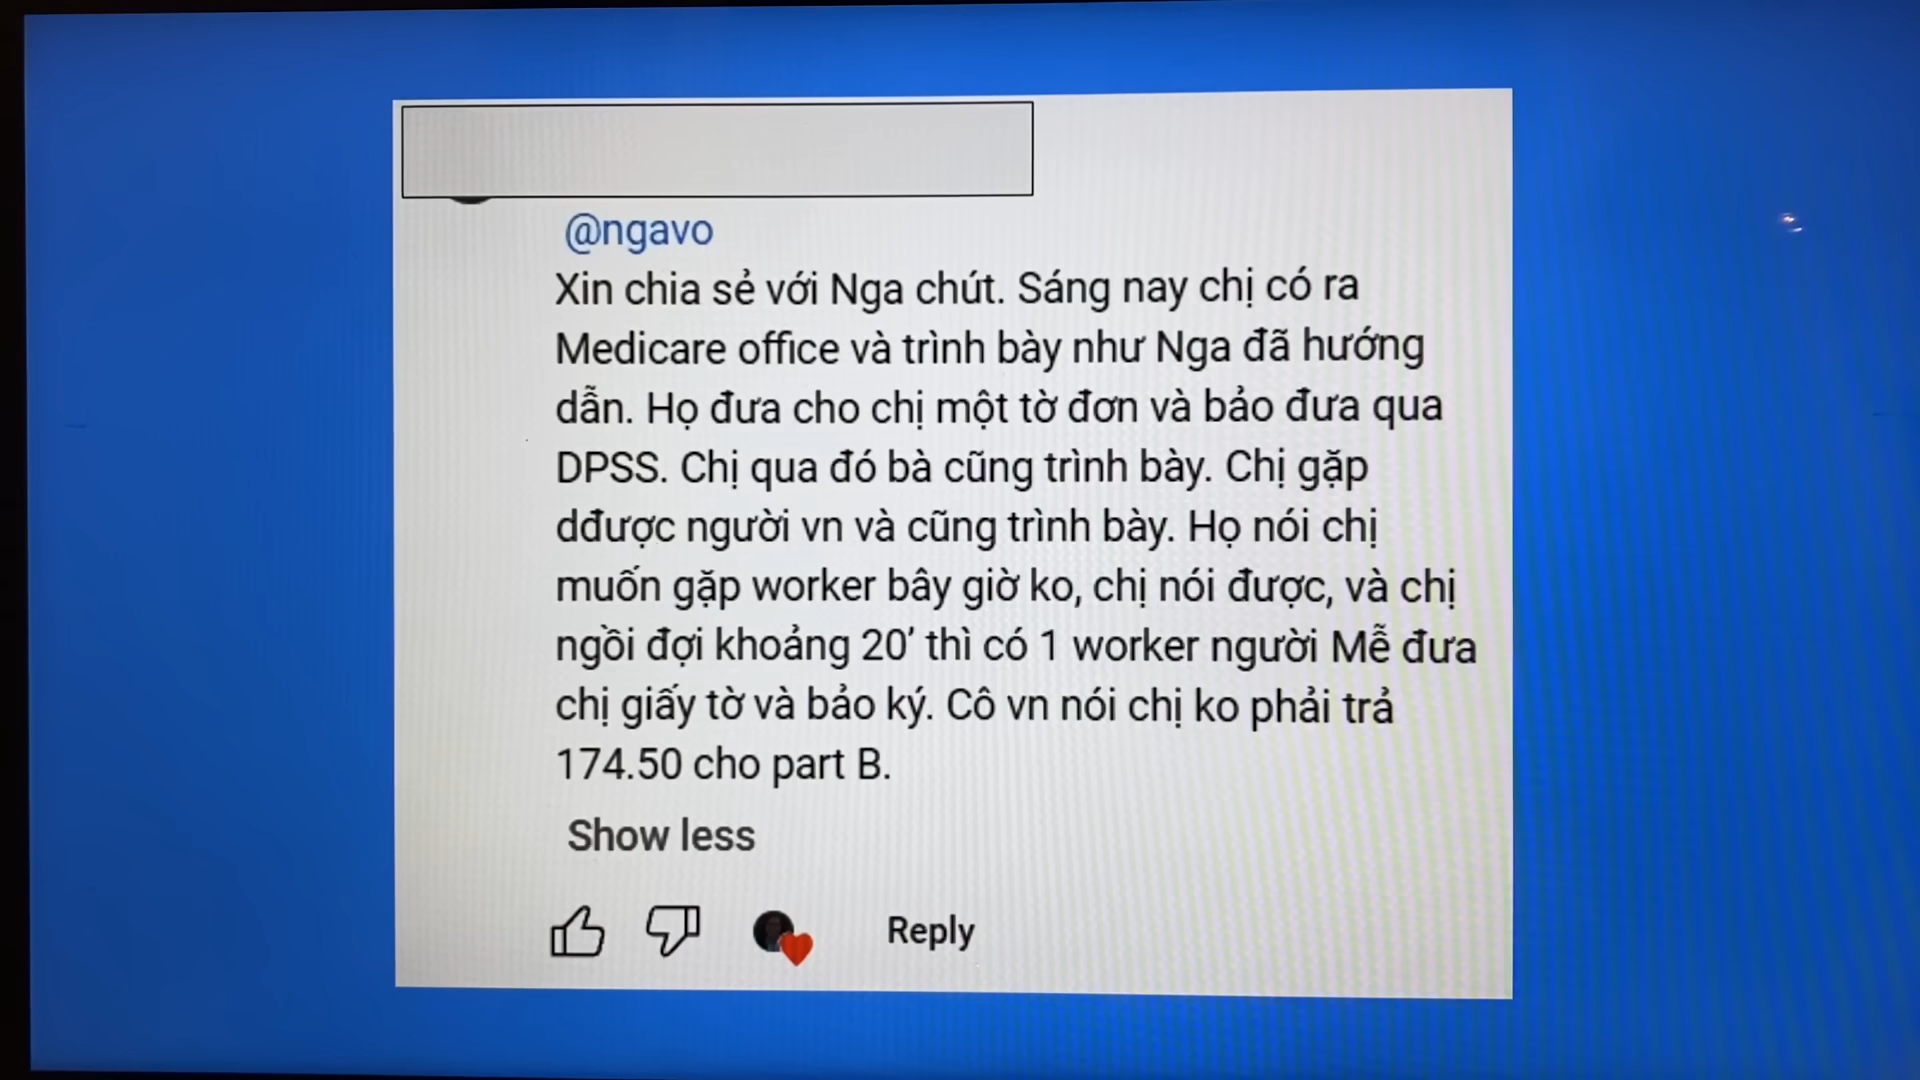 @ngavo
Xin chia sẻ với Nga chút. Sáng nay chị có ra
Medicare office và trình bày như Nga đã hướng
dẫn. Họ đưa cho chị một tờ đơn và bảo đưa qua
DPSS. Chị qua đó bà cũng trình bày. Chị gặp
dđược người vn và cũng trình bày. Họ nói chị
muốn gặp worker bây giờ ko, chị nói được, và chị
ngồi đợi khoảng 20’ thì có 1 worker người Mễ đưa
chị giấy tờ và bảo ký. Cô vn nói chị ko phải trả
174.50 cho part B.
Show less
Reply